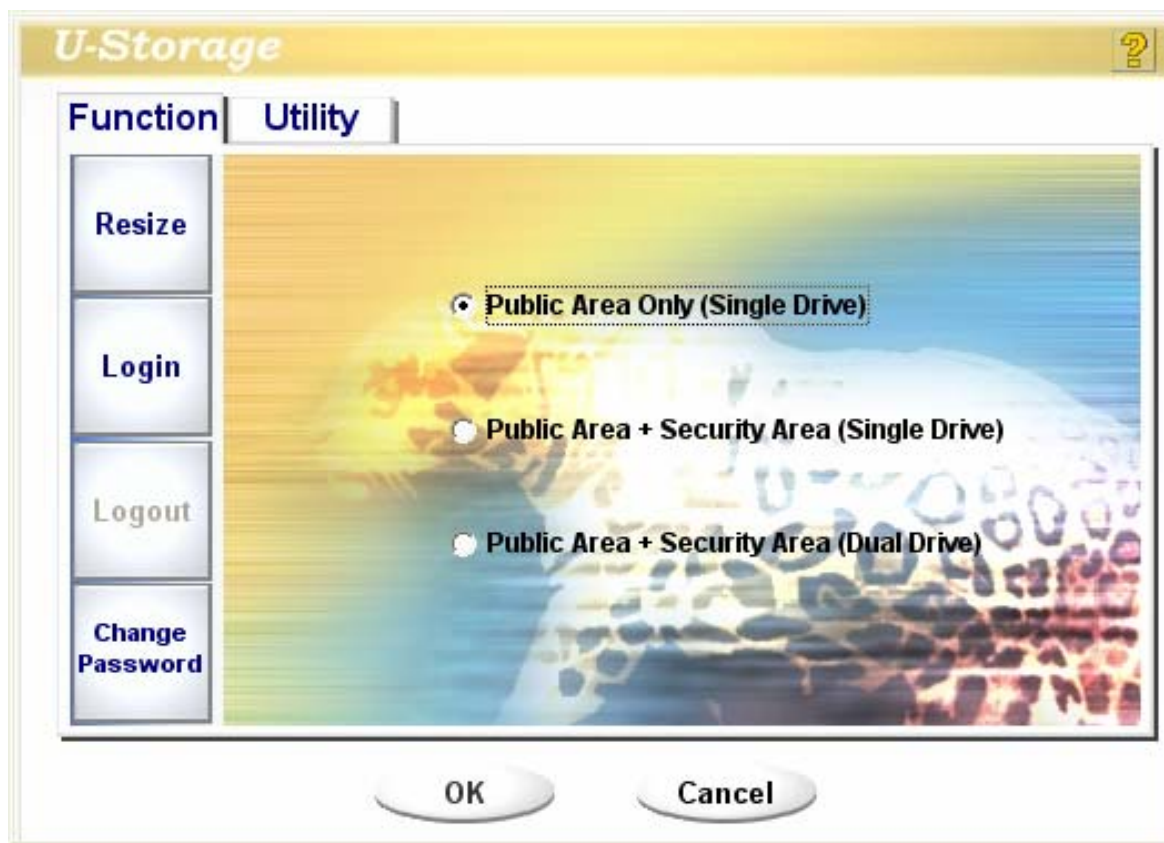 U-Storage
?
Function
Utility
Resize
Login
Logout
Change
Password
Public Area Only (Single Drive)
Public Area + Security Area (Single Drive)
Public Area + Security Area (Dual Drive)
OK
Cancel